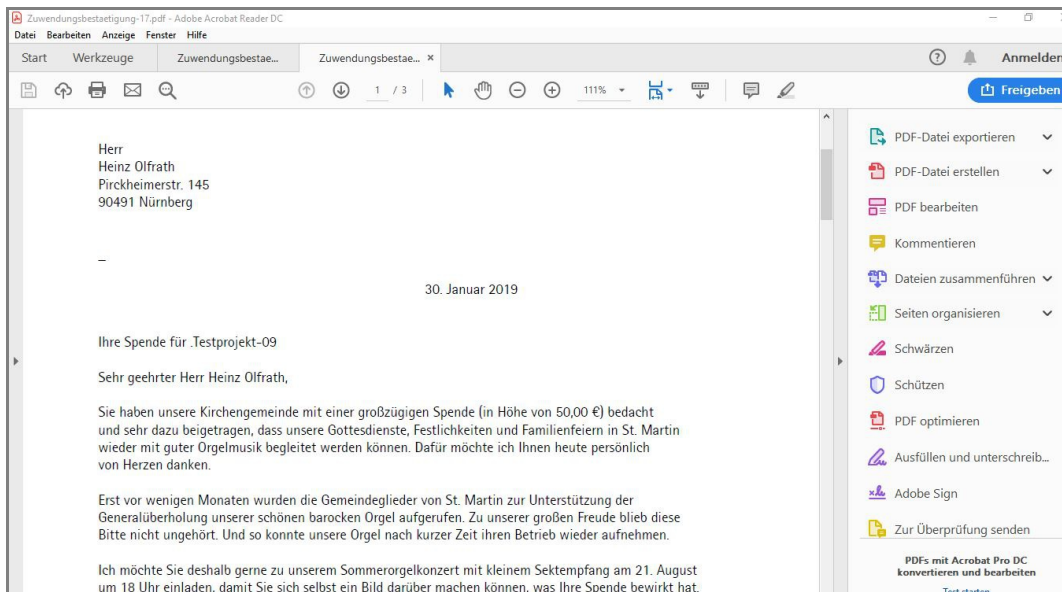 Zuwendungsbestaetigung-17.pdf - Adobe Acrobat Reader DC
Datei Bearbeiten Anzeige Fenster Hilfe
Start Werkzeuge Zuwendungsbestae... Zuwendungsbestae... × Anmelden
1 / 3 111% Freigeben
Herr
Heinz Olfrath
Pirckheimerstr. 145
90491 Nürnberg
_
30. Januar 2019
Ihre Spende für .Testprojekt-09
Sehr geehrter Herr Heinz Olfrath,
Sie haben unsere Kirchengemeinde mit einer großzügigen Spende (in Höhe von 50,00 €) bedacht
und sehr dazu beigetragen, dass unsere Gottesdienste, Festlichkeiten und Familienfeiern in St. Martin
wieder mit guter Orgelmusik begleitet werden können. Dafür möchte ich Ihnen heute persönlich
von Herzen danken.
Erst vor wenigen Monaten wurden die Gemeindeglieder von St. Martin zur Unterstützung der
Generalüberholung unserer schönen barocken Orgel aufgerufen. Zu unserer großen Freude blieb diese
Bitte nicht ungehört. Und so konnte unsere Orgel nach kurzer Zeit ihren Betrieb wieder aufnehmen.
Ich möchte Sie deshalb gerne zu unserem Sommerorgelkonzert mit kleinem Sektempfang am 21. August
um 18 Uhr einladen, damit Sie sich selbst ein Bild darüber machen können, was Ihre Spende bewirkt hat.
PDF-Datei exportieren
PDF-Datei erstellen
PDF bearbeiten
Kommentieren
Dateien zusammenführen
Seiten organisieren
Schwärzen
Schützen
PDF optimieren
Ausfüllen und unterschreib...
Adobe Sign
Zur Überprüfung senden
PDFs mit Acrobat Pro DC
konvertieren und bearbeiten
Test starten